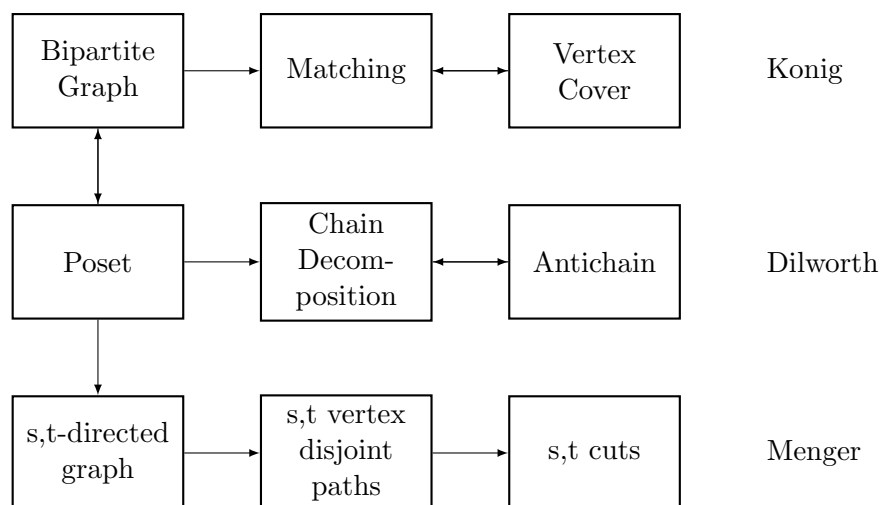 Bipartite
Graph
Matching
Vertex
Cover
Konig
Poset
Chain
Decom-
position
Antichain
Dilworth
s,t-directed
graph
s,t vertex
disjoint
paths
s,t cuts
Menger